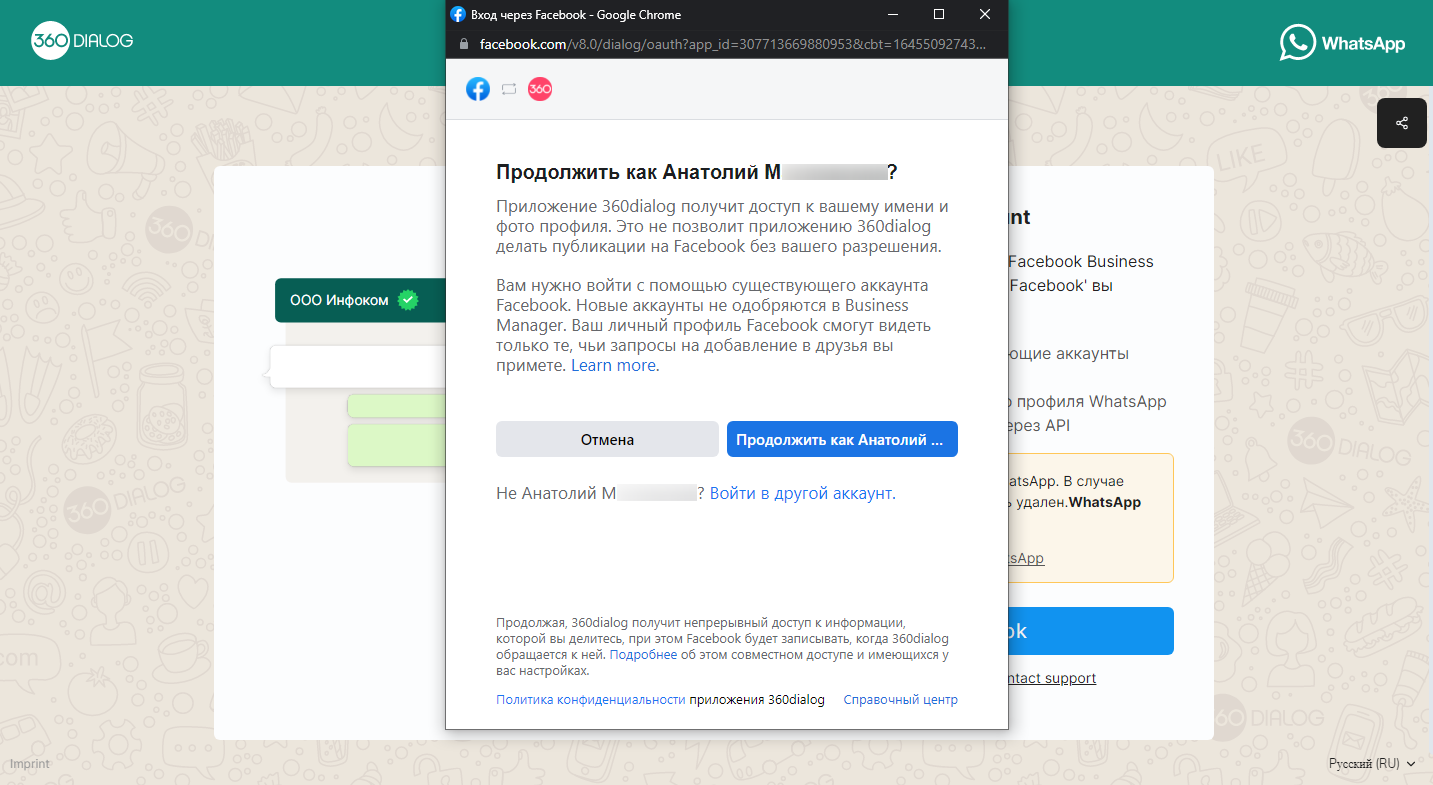 360 DIALOG
WhatsApp
Вход через Facebook - Google Chrome
facebook.com/v8.0/dialog/oauth?app_id=307713669880953&cbt=16455092743...
360
Продолжить как Анатолий М ?
Приложение 360dialog получит доступ к вашему имени и
фото профиля. Это не позволит приложению 360dialog
делать публикации на Facebook без вашего разрешения.
Вам нужно войти с помощью существующего аккаунта
Facebook. Новые аккаунты не одобряются в Business
Manager. Ваш личный профиль Facebook смогут видеть
только те, чьи запросы на добавление в друзья вы
примете. Learn more.
Отмена
Продолжить как Анатолий ...
Не Анатолий М ? Войти в другой аккаунт.
Продолжая, 360dialog получит непрерывный доступ к информации,
которой вы делитесь, при этом Facebook будет записывать, когда 360dialog
обращается к ней. Подробнее об этом совместном доступе и имеющихся у
вас настройках.
Политика конфиденциальности приложения 360dialog
Справочный центр
ООО Инфоком
Facebook Business
Facebook' вы
профиля WhatsApp
API
аккаунты
atsApp. В случае
удален.WhatsApp
sApp
ok
ntact support
Imprint
Русский (RU)
LIKE
360 DIALOG
.com